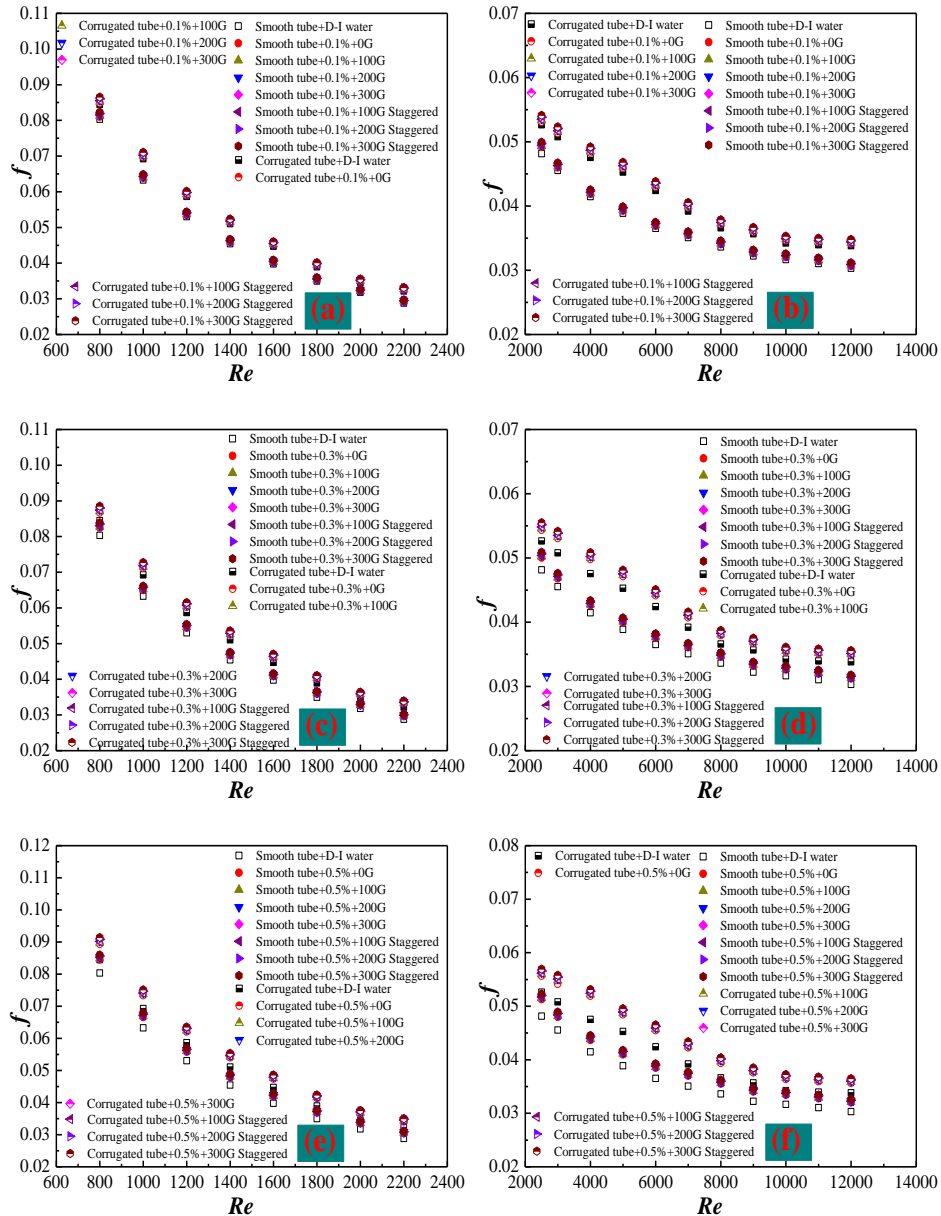 0.11
0.10
0.09
0.08
0.07
0.06
0.05
0.04
0.03
0.02
f
Corrugated tube+0.1%+100G
Corrugated tube+0.1%+200G
Corrugated tube+0.1%+300G
Smooth tube+D-I water
Smooth tube+0.1%+0G
Smooth tube+0.1%+100G
Smooth tube+0.1%+200G
Smooth tube+0.1%+300G
Smooth tube+0.1%+100G Staggered
Smooth tube+0.1%+200G Staggered
Smooth tube+0.1%+300G Staggered
Corrugated tube+D-I water
Corrugated tube+0.1%+0G
Corrugated tube+0.1%+100G Staggered
Corrugated tube+0.1%+200G Staggered
Corrugated tube+0.1%+300G Staggered
(a)
600 800 1000 1200 1400 1600 1800 2000 2200 2400
Re
0.07
0.06
0.05
0.04
0.03
0.02
f
Corrugated tube+D-I water
Corrugated tube+0.1%+0G
Corrugated tube+0.1%+100G
Corrugated tube+0.1%+200G
Corrugated tube+0.1%+300G
Smooth tube+D-I water
Smooth tube+0.1%+0G
Smooth tube+0.1%+100G
Smooth tube+0.1%+200G
Smooth tube+0.1%+300G
Smooth tube+0.1%+100G Staggered
Smooth tube+0.1%+200G Staggered
Smooth tube+0.1%+300G Staggered
Corrugated tube+0.1%+100G Staggered
Corrugated tube+0.1%+200G Staggered
Corrugated tube+0.1%+300G Staggered
(b)
2000 4000 6000 8000 10000 12000 14000
Re
0.11
0.10
0.09
0.08
0.07
0.06
0.05
0.04
0.03
0.02
f
Smooth tube+D-I water
Smooth tube+0.3%+0G
Smooth tube+0.3%+100G
Smooth tube+0.3%+200G
Smooth tube+0.3%+300G
Smooth tube+0.3%+100G Staggered
Smooth tube+0.3%+200G Staggered
Smooth tube+0.3%+300G Staggered
Corrugated tube+D-I water
Corrugated tube+0.3%+0G
Corrugated tube+0.3%+100G
Corrugated tube+0.3%+200G
Corrugated tube+0.3%+300G
Corrugated tube+0.3%+100G Staggered
Corrugated tube+0.3%+200G Staggered
Corrugated tube+0.3%+300G Staggered
(c)
600 800 1000 1200 1400 1600 1800 2000 2200 2400
Re
0.07
0.06
0.05
0.04
0.03
0.02
f
Smooth tube+D-I water
Smooth tube+0.3%+0G
Smooth tube+0.3%+100G
Smooth tube+0.3%+200G
Smooth tube+0.3%+300G
Smooth tube+0.3%+100G Staggered
Smooth tube+0.3%+200G Staggered
Smooth tube+0.3%+300G Staggered
Corrugated tube+D-I water
Corrugated tube+0.3%+0G
Corrugated tube+0.3%+100G
Corrugated tube+0.3%+200G
Corrugated tube+0.3%+300G
Corrugated tube+0.3%+100G Staggered
Corrugated tube+0.3%+200G Staggered
Corrugated tube+0.3%+300G Staggered
(d)
2000 4000 6000 8000 10000 12000 14000
Re
0.12
0.11
0.10
0.09
0.08
0.07
0.06
0.05
0.04
0.03
0.02
f
Smooth tube+D-I water
Smooth tube+0.5%+0G
Smooth tube+0.5%+100G
Smooth tube+0.5%+200G
Smooth tube+0.5%+300G
Smooth tube+0.5%+100G Staggered
Smooth tube+0.5%+200G Staggered
Smooth tube+0.5%+300G Staggered
Corrugated tube+D-I water
Corrugated tube+0.5%+0G
Corrugated tube+0.5%+100G
Corrugated tube+0.5%+200G
Corrugated tube+0.5%+300G
Corrugated tube+0.5%+100G Staggered
Corrugated tube+0.5%+200G Staggered
Corrugated tube+0.5%+300G Staggered
(e)
600 800 1000 1200 1400 1600 1800 2000 2200 2400
Re
0.08
0.07
0.06
0.05
0.04
0.03
0.02
f
Corrugated tube+D-I water
Corrugated tube+0.5%+0G
Smooth tube+D-I water
Smooth tube+0.5%+0G
Smooth tube+0.5%+100G
Smooth tube+0.5%+200G
Smooth tube+0.5%+300G
Smooth tube+0.5%+100G Staggered
Smooth tube+0.5%+200G Staggered
Smooth tube+0.5%+300G Staggered
Corrugated tube+0.5%+100G
Corrugated tube+0.5%+200G
Corrugated tube+0.5%+300G
Corrugated tube+0.5%+100G Staggered
Corrugated tube+0.5%+200G Staggered
Corrugated tube+0.5%+300G Staggered
(f)
2000 4000 6000 8000 10000 12000 14000
Re